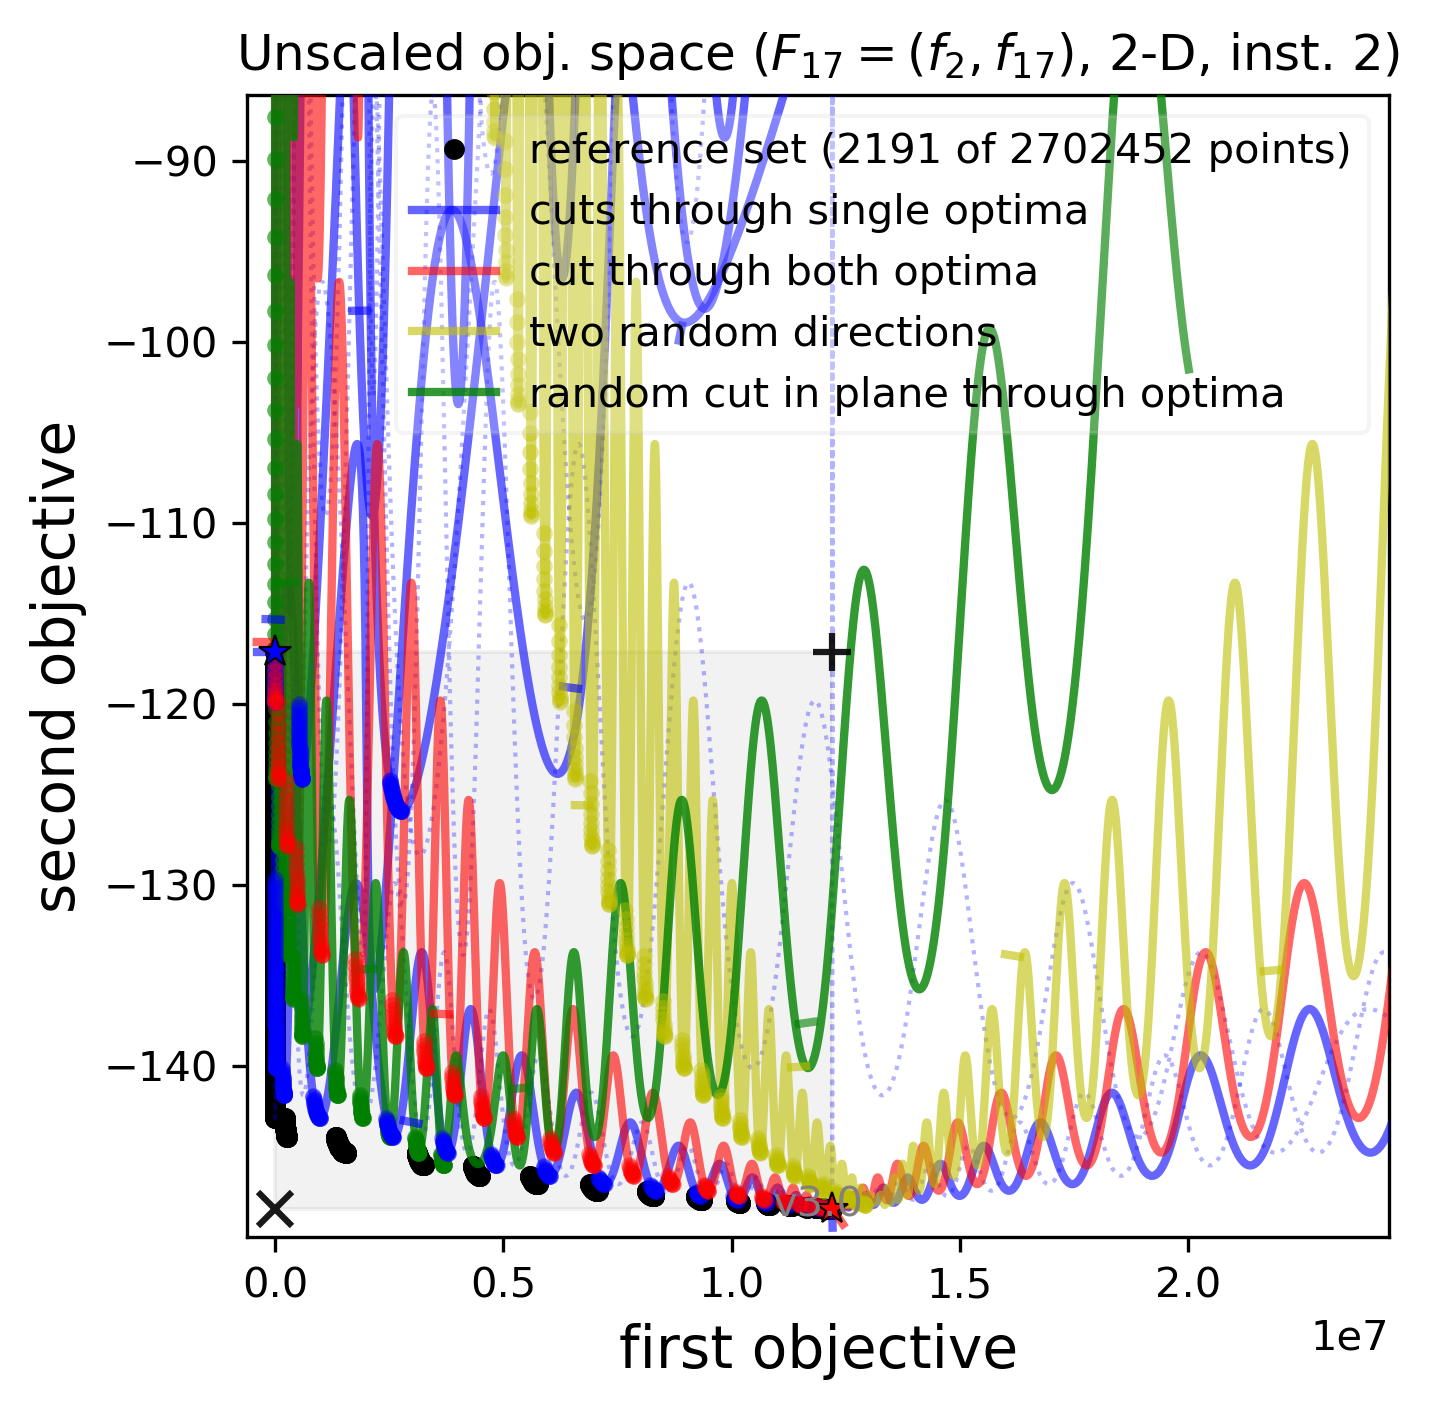 Unscaled obj. space (F₁₇ = (f₂, f₁₇), 2-D, inst. 2)
reference set (2191 of 2702452 points)
cuts through single optima
cut through both optima
two random directions
random cut in plane through optima
second objective
−90
−100
−110
−120
−130
−140
v3.0
0.0 0.5 1.0 1.5 2.0
1e7
first objective